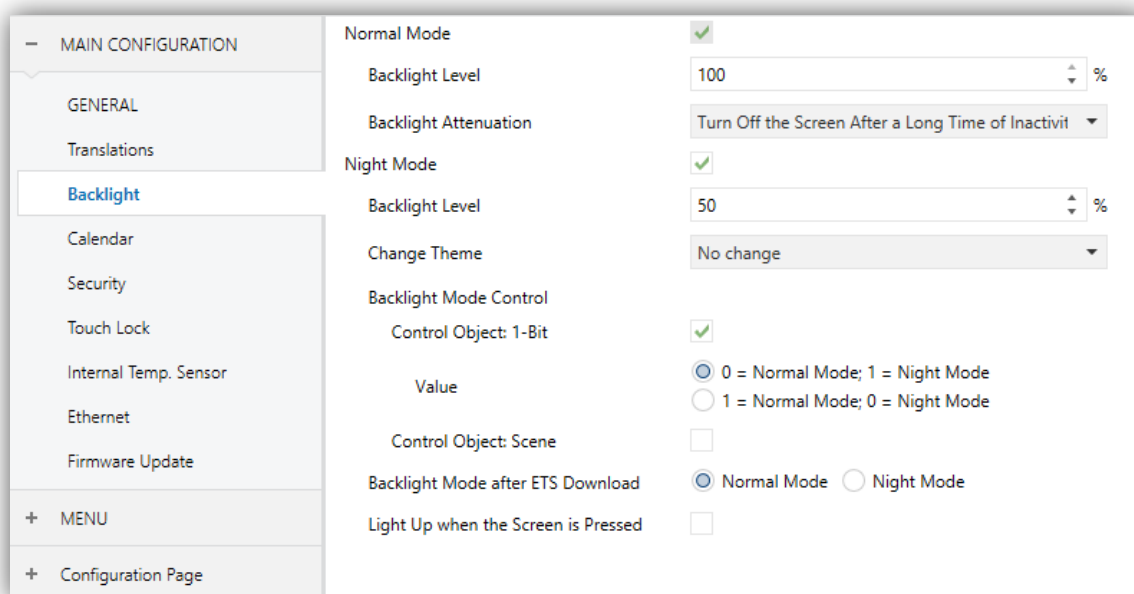 MAIN CONFIGURATION
GENERAL
Translations
Backlight
Calendar
Security
Touch Lock
Internal Temp. Sensor
Ethernet
Firmware Update
MENU
Configuration Page
Normal Mode
Backlight Level 100 %
Backlight Attenuation Turn Off the Screen After a Long Time of Inactivit
Night Mode
Backlight Level 50 %
Change Theme No change
Backlight Mode Control
Control Object: 1-Bit
Value 0 = Normal Mode; 1 = Night Mode
1 = Normal Mode; 0 = Night Mode
Control Object: Scene
Backlight Mode after ETS Download Normal Mode Night Mode
Light Up when the Screen is Pressed